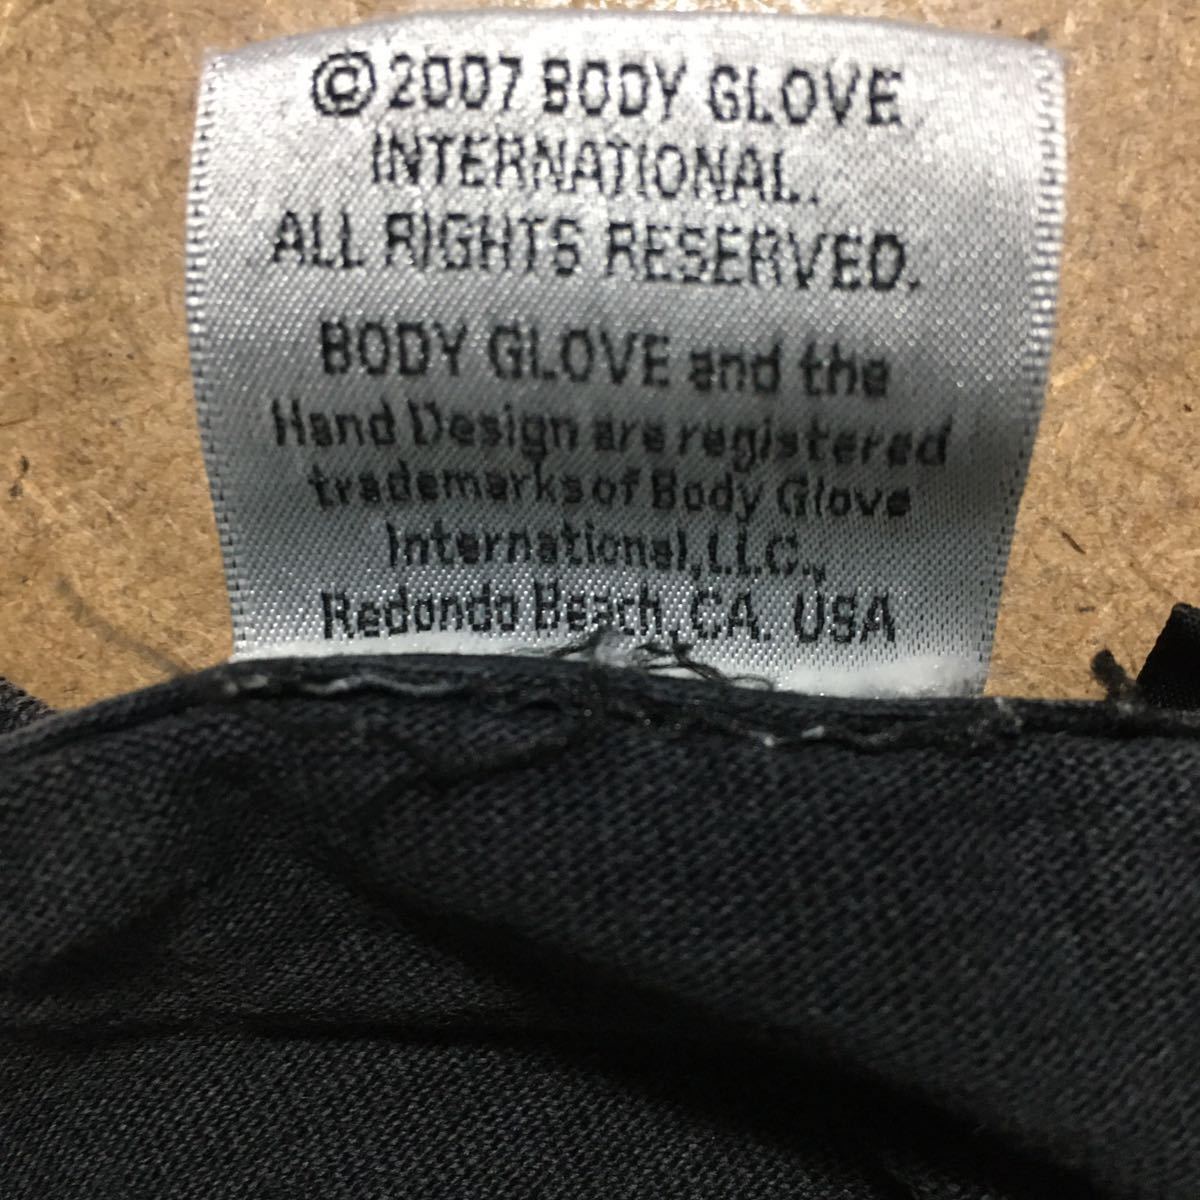 ©2007 BODY GLOVE
INTERNATIONAL.
ALL RIGHTS RESERVED.
BODY GLOVE and the
Hand Design are registered
trademarks of Body Glove
International, LLC.,
Redondo Beach, CA. USA